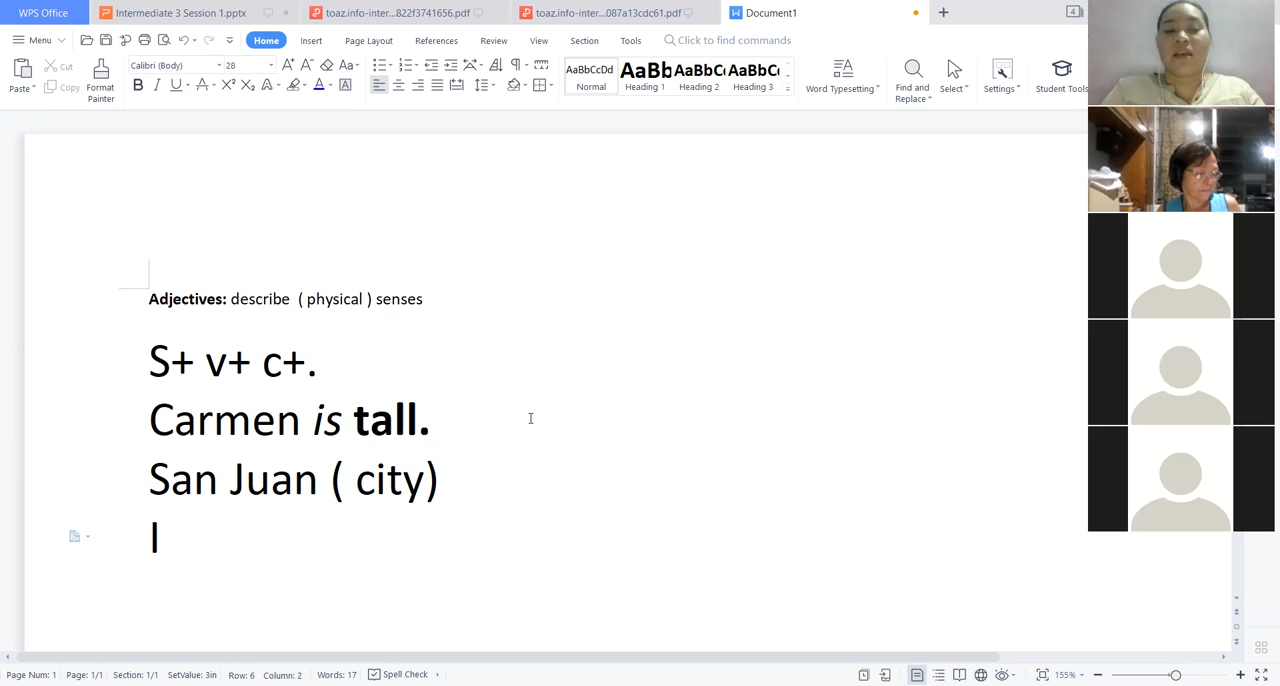 WPS Office Intermediate 3 Session 1.pptx toaz.info-inter...822f3741656.pdf toaz.info-inter...087a13cdc61.pdf Document1 4
Menu Home Insert Page Layout References Review View Section Tools Click to find commands
Paste Cut Copy Format Painter Calibri (Body) 28 AaBbCcDd Normal AaBb Heading 1 AaBbC Heading 2 AaBbC Heading 3 Word Typesetting Find and Replace Select Settings Student Tools
Adjectives: describe ( physical ) senses
S+ v+ c+.
Carmen is tall.
San Juan ( city)
I
Page Num: 1 Page: 1/1 Section: 1/1 SetValue: 3in Row: 6 Column: 2 Words: 17 Spell Check 155%